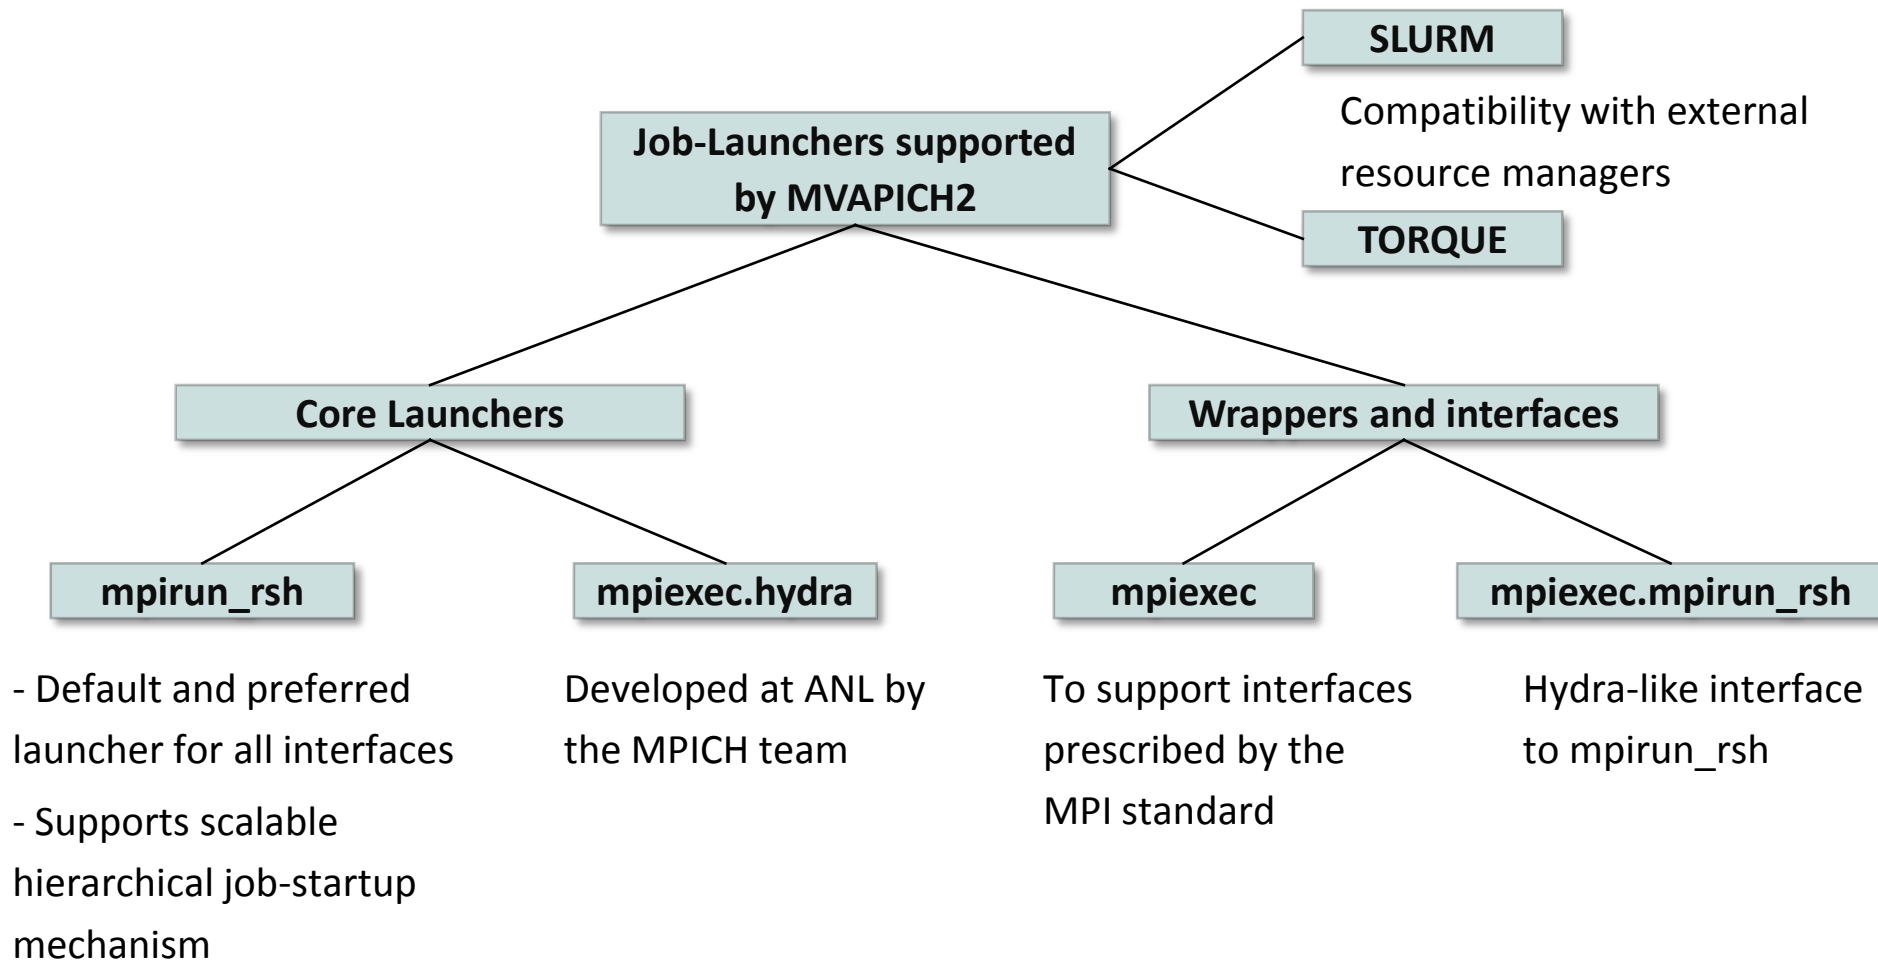 SLURM
Compatibility with external
resource managers
TORQUE
Job-Launchers supported
by MVAPICH2
Core Launchers
Wrappers and interfaces
mpirun_rsh
mpiexec.hydra
mpiexec
mpiexec.mpirun_rsh
- Default and preferred
launcher for all interfaces
- Supports scalable
hierarchical job-startup
mechanism
Developed at ANL by
the MPICH team
To support interfaces
prescribed by the
MPI standard
Hydra-like interface
to mpirun_rsh